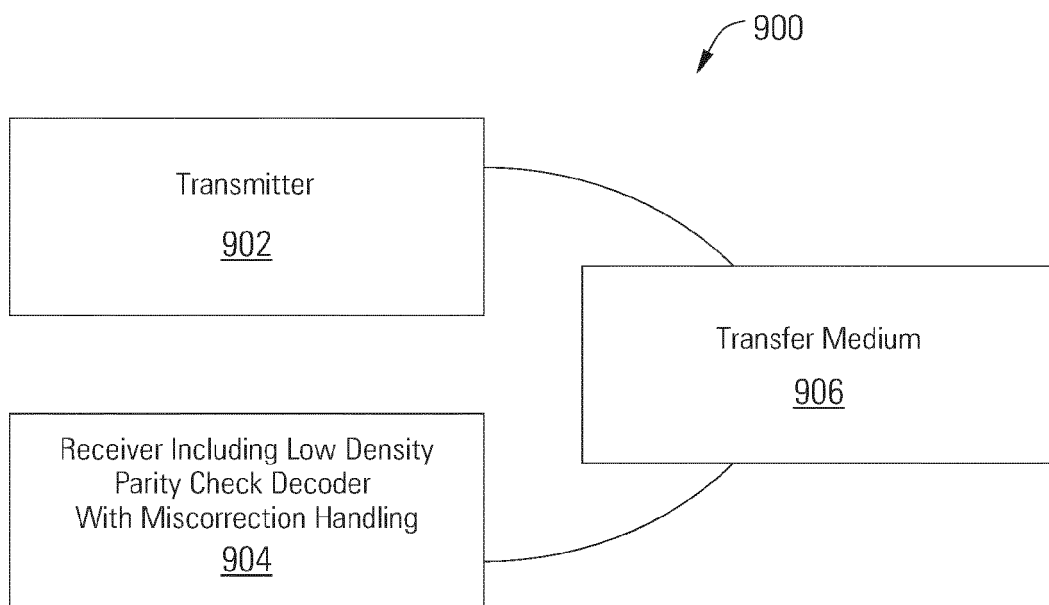 900
Transmitter
902
Transfer Medium
906
Receiver Including Low Density
Parity Check Decoder
With Miscorrection Handling
904